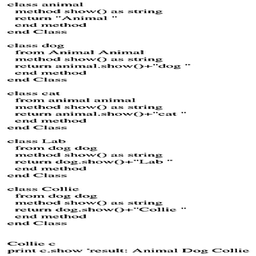 class animal
method show() as string
return "Animal "
end method
end Class
class dog
from Animal Animal
method show() as string
return animal.show()+"dog "
end method
end Class
class cat
from animal animal
method show() as string
return animal.show()+"cat "
end method
end Class
class Lab
from dog dog
method show() as string
return dog.show()+"Lab "
end method
end Class
class Collie
from dog dog
method show() as string
return dog.show()+"Collie "
end method
end Class
Collie c
print c.show 'result: Animal Dog Collie